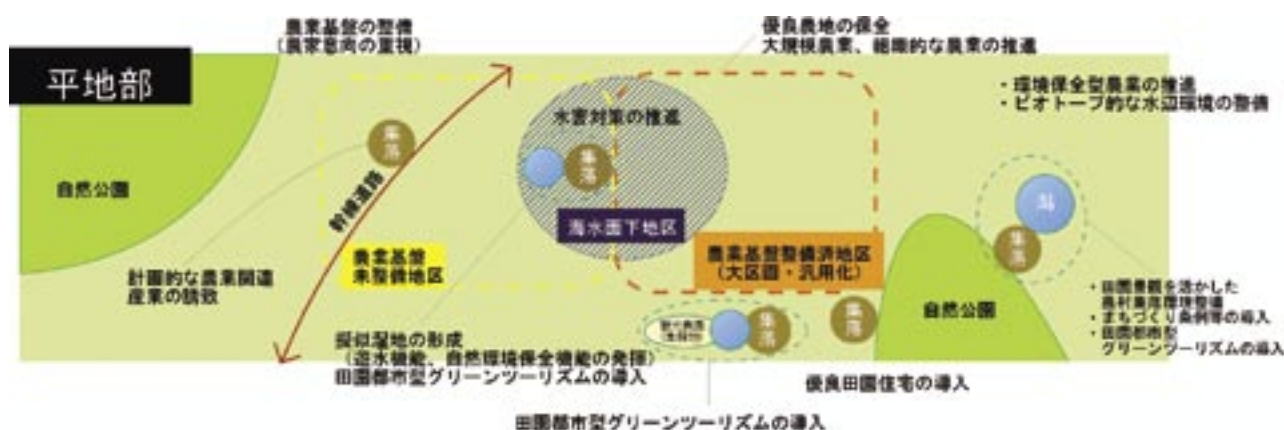 農業基盤の整備
（農家意向の重視）
優良農地の保全
大規模農業、組織的な農業の推進
平地部
・環境保全型農業の推進
・ビオトープ的な水辺環境の整備
水害対策の推進
集落
集落
自然公園
幹線道路
潟
海水面下地区
集落
農業基盤
未整備地区
農業基盤整備済地区
（大区画・汎用化）
計画的な農業関連
産業の誘致
自然公園
・田園景観を活かした
農村集落環境整備
・まちづくり条例等の導入
・田園都市型
グリーンツーリズムの導入
集落
集落
擬似湿地の形成
（遊水機能、自然環境保全機能の発揮）
田園都市型グリーンツーリズムの導入
優良田園住宅の導入
田園都市型グリーンツーリズムの導入